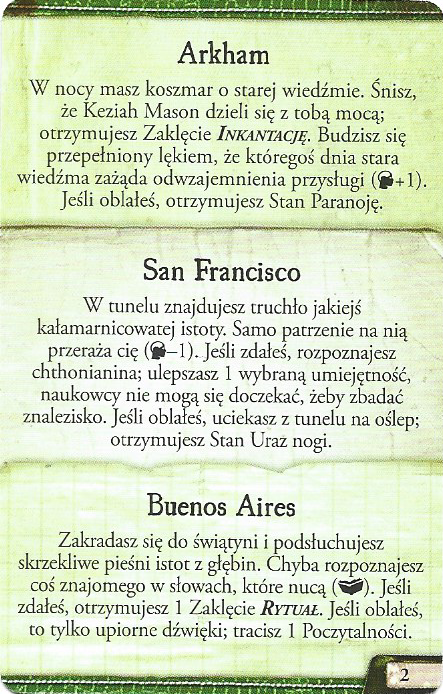 Arkham
W nocy masz koszmar o starej wiedźmie. Śnisz,
że Keziah Mason dzieli się z tobą mocą;
otrzymujesz Zaklęcie INKANTACJĘ. Budzisz się
przepełniony lękiem, że któregoś dnia stara
wiedźma zażąda odwzajemnienia przysługi (+1).
Jeśli oblałeś, otrzymujesz Stan Paranoję.
San Francisco
W tunelu znajdujesz truchło jakiejś
kałamarnicowatej istoty. Samo patrzenie na nią
przeraża cię (–1). Jeśli zdałeś, rozpoznajesz
chthonianina; ulepszasz 1 wybraną umiejętność,
naukowcy nie mogą się doczekać, żeby zbadać
znalezisko. Jeśli oblałeś, uciekasz z tunelu na oślep;
otrzymujesz Stan Uraz nogi.
Buenos Aires
Zakradasz się do świątyni i podsłuchujesz
skrzekliwe pieśni istot z głębin. Chyba rozpoznajesz
coś znajomego w słowach, które nucą (). Jeśli
zdałeś, otrzymujesz 1 Zaklęcie RYTUAŁ. Jeśli oblałeś,
to tylko upiorne dźwięki; tracisz 1 Poczytalności.
2